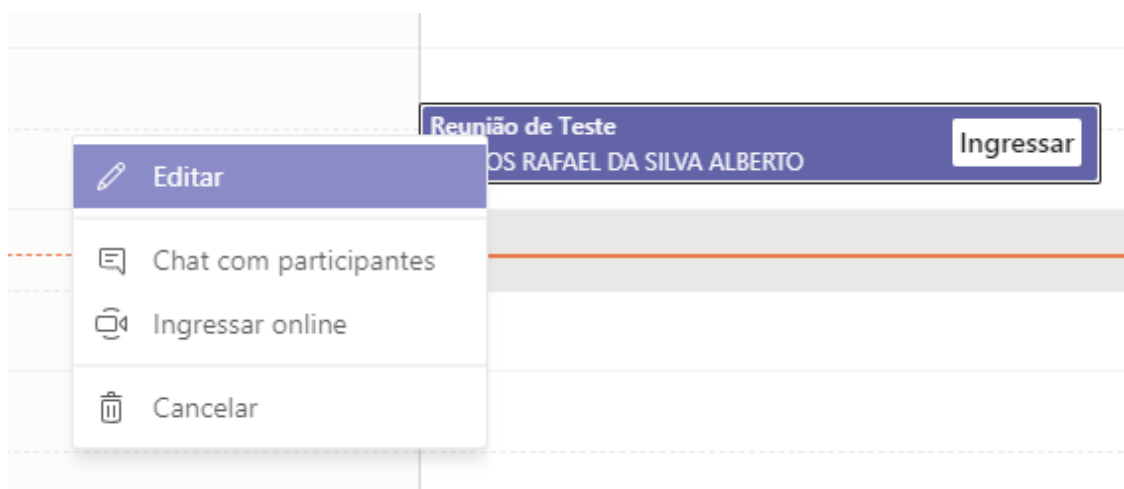 Reunião de Teste
OS RAFAEL DA SILVA ALBERTO
Ingressar
Editar
Chat com participantes
Ingressar online
Cancelar